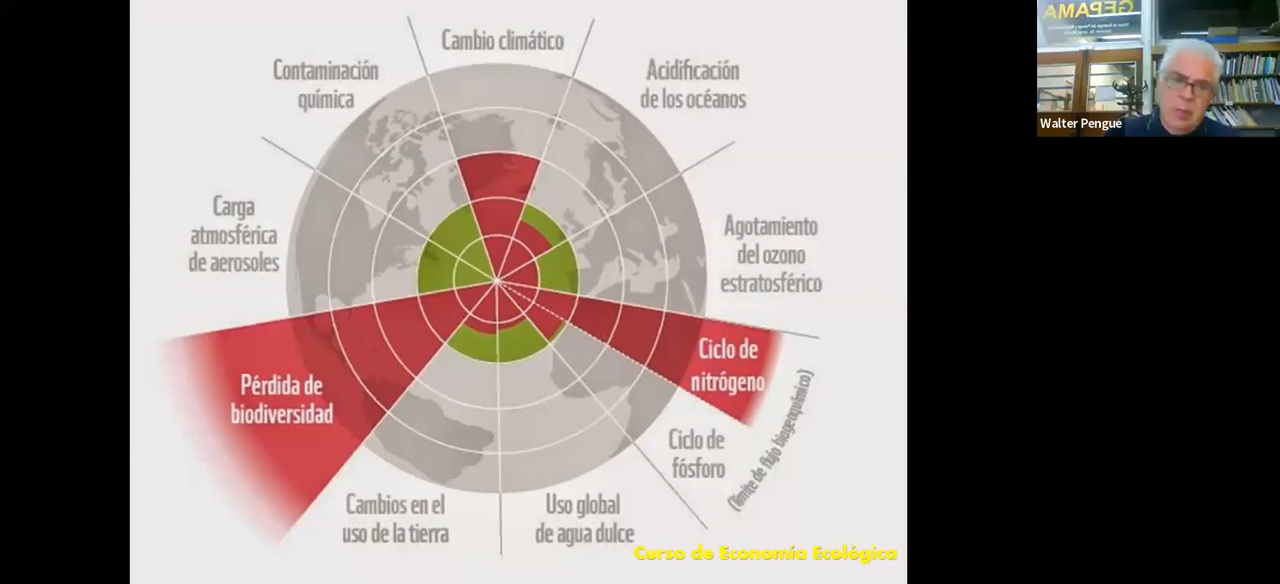 Cambio climático
Contaminación
química
Acidificación
de los océanos
Carga
atmosférica
de aerosoles
Agotamiento
del ozono
estratosférico
Ciclo de
nitrógeno
Pérdida de
biodiversidad
Ciclo de
fósforo
(límite de flujo biogeoquímico)
Cambios en el
uso de la tierra
Uso global
de agua dulce
Curso de Economía Ecológica
GEPAMA
Walter Pengue